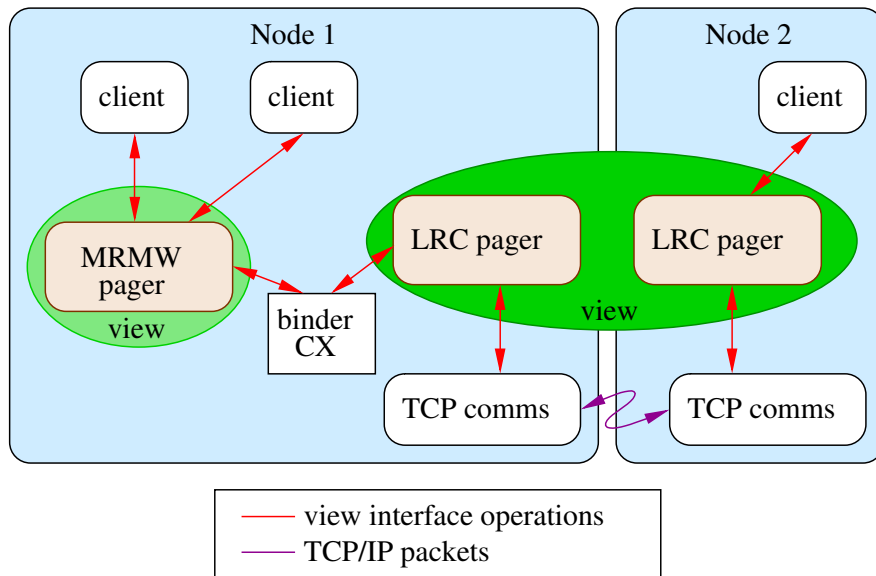 Node 1
Node 2
client
client
client
MRMW
pager
view
binder
CX
LRC pager
LRC pager
view
TCP comms
TCP comms
view interface operations
TCP/IP packets